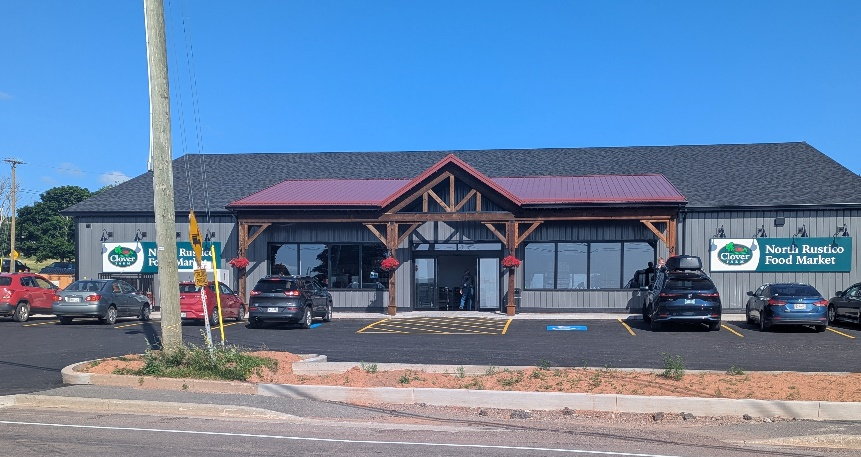 Clover
FARM
North Rustico
Food Market
Clover
FARM
North Rustico
Food Market